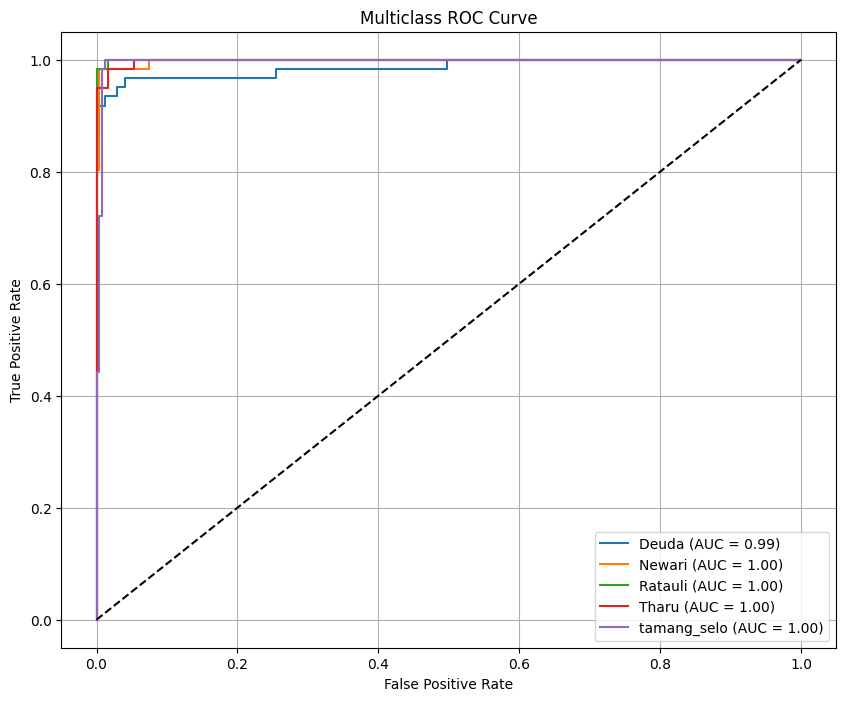 Multiclass ROC Curve
True Positive Rate
1.0
0.8
0.6
0.4
0.2
0.0
Deuda (AUC = 0.99)
Newari (AUC = 1.00)
Ratauli (AUC = 1.00)
Tharu (AUC = 1.00)
tamang_selo (AUC = 1.00)
0.0 0.2 0.4 0.6 0.8 1.0
False Positive Rate